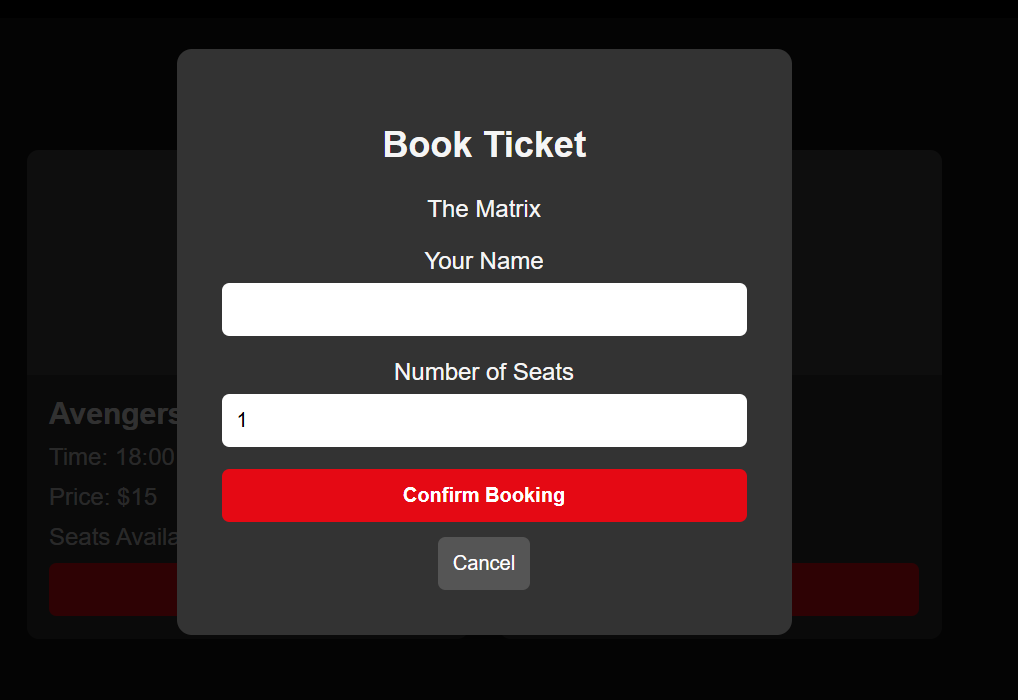 Book Ticket
The Matrix
Your Name
Number of Seats
1
Confirm Booking
Cancel
Avengers
Time: 18:00
Price: $15
Seats